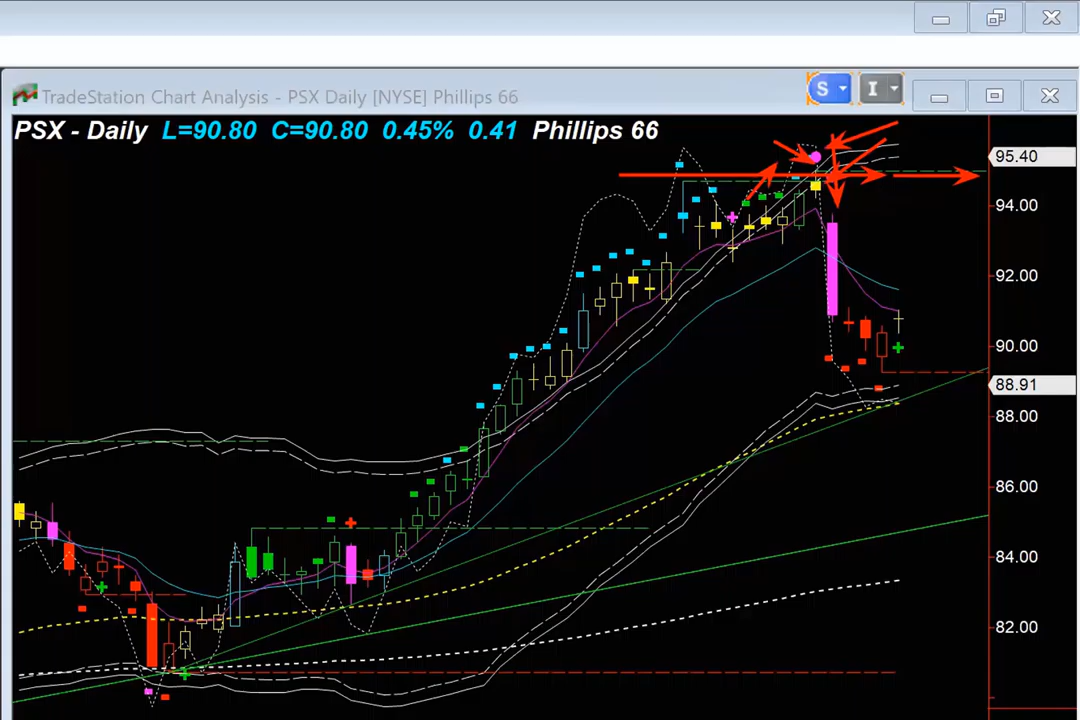 TradeStation Chart Analysis - PSX Daily [NYSE] Phillips 66
S
I
PSX - Daily L=90.80 C=90.80 0.45% 0.41 Phillips 66
95.40
94.00
92.00
90.00
88.91
88.00
86.00
84.00
82.00